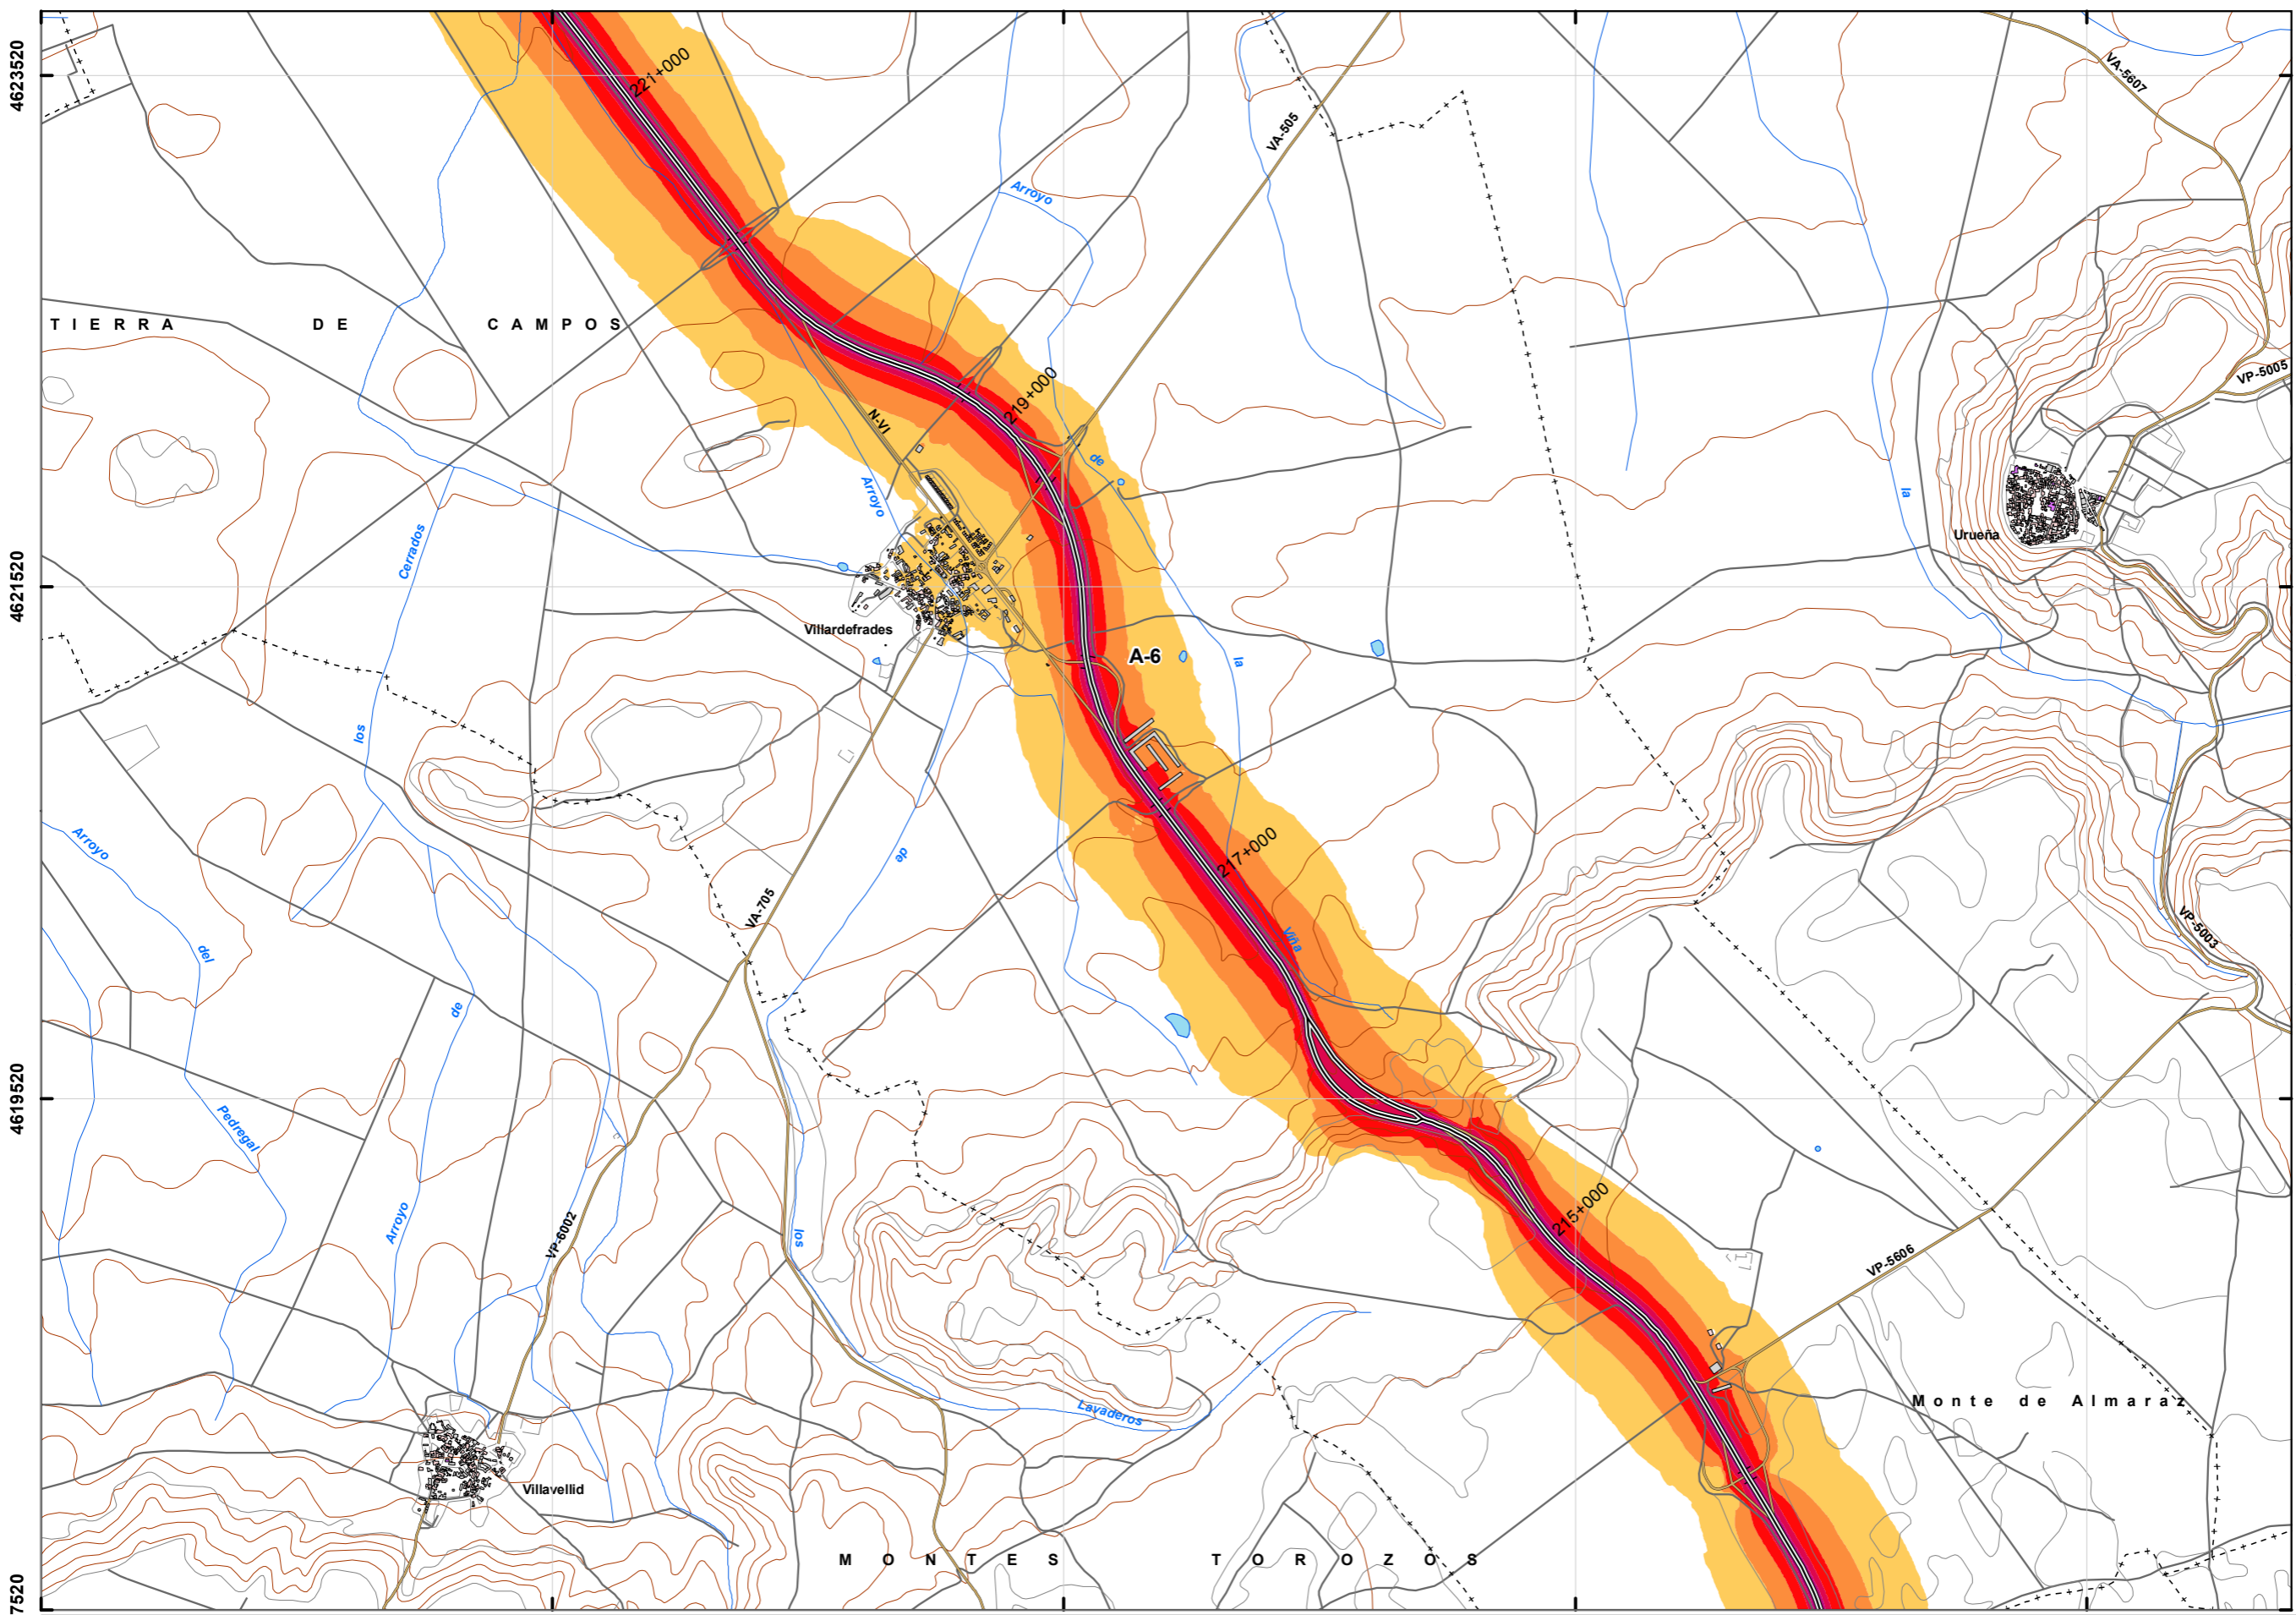 4623520
4621520
4619520
7520
221+000
VA-5607
VA-505
Arroyo
TIERRA DE CAMPOS
VP-5005
219+000
N-VI
de
Arroyo
la
Cerrados
Urueña
Villardefrades
A-6
la
los
Arroyo
de
217+000
VA-705
VP-5003
del
Viña
de
Pedregal
Arroyo
VP-6002
los
215+000
VP-5606
Monte de Almaraz
Lavaderos
Villavellid
MONTES TOROZOS